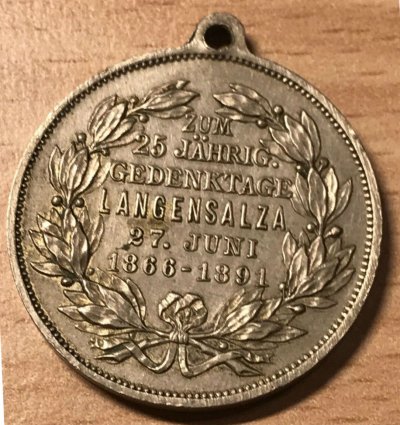 ZUM
25 JÄHRIG.
GEDENKTAGE
LANGENSALZA
27. JUNI
1866-1891